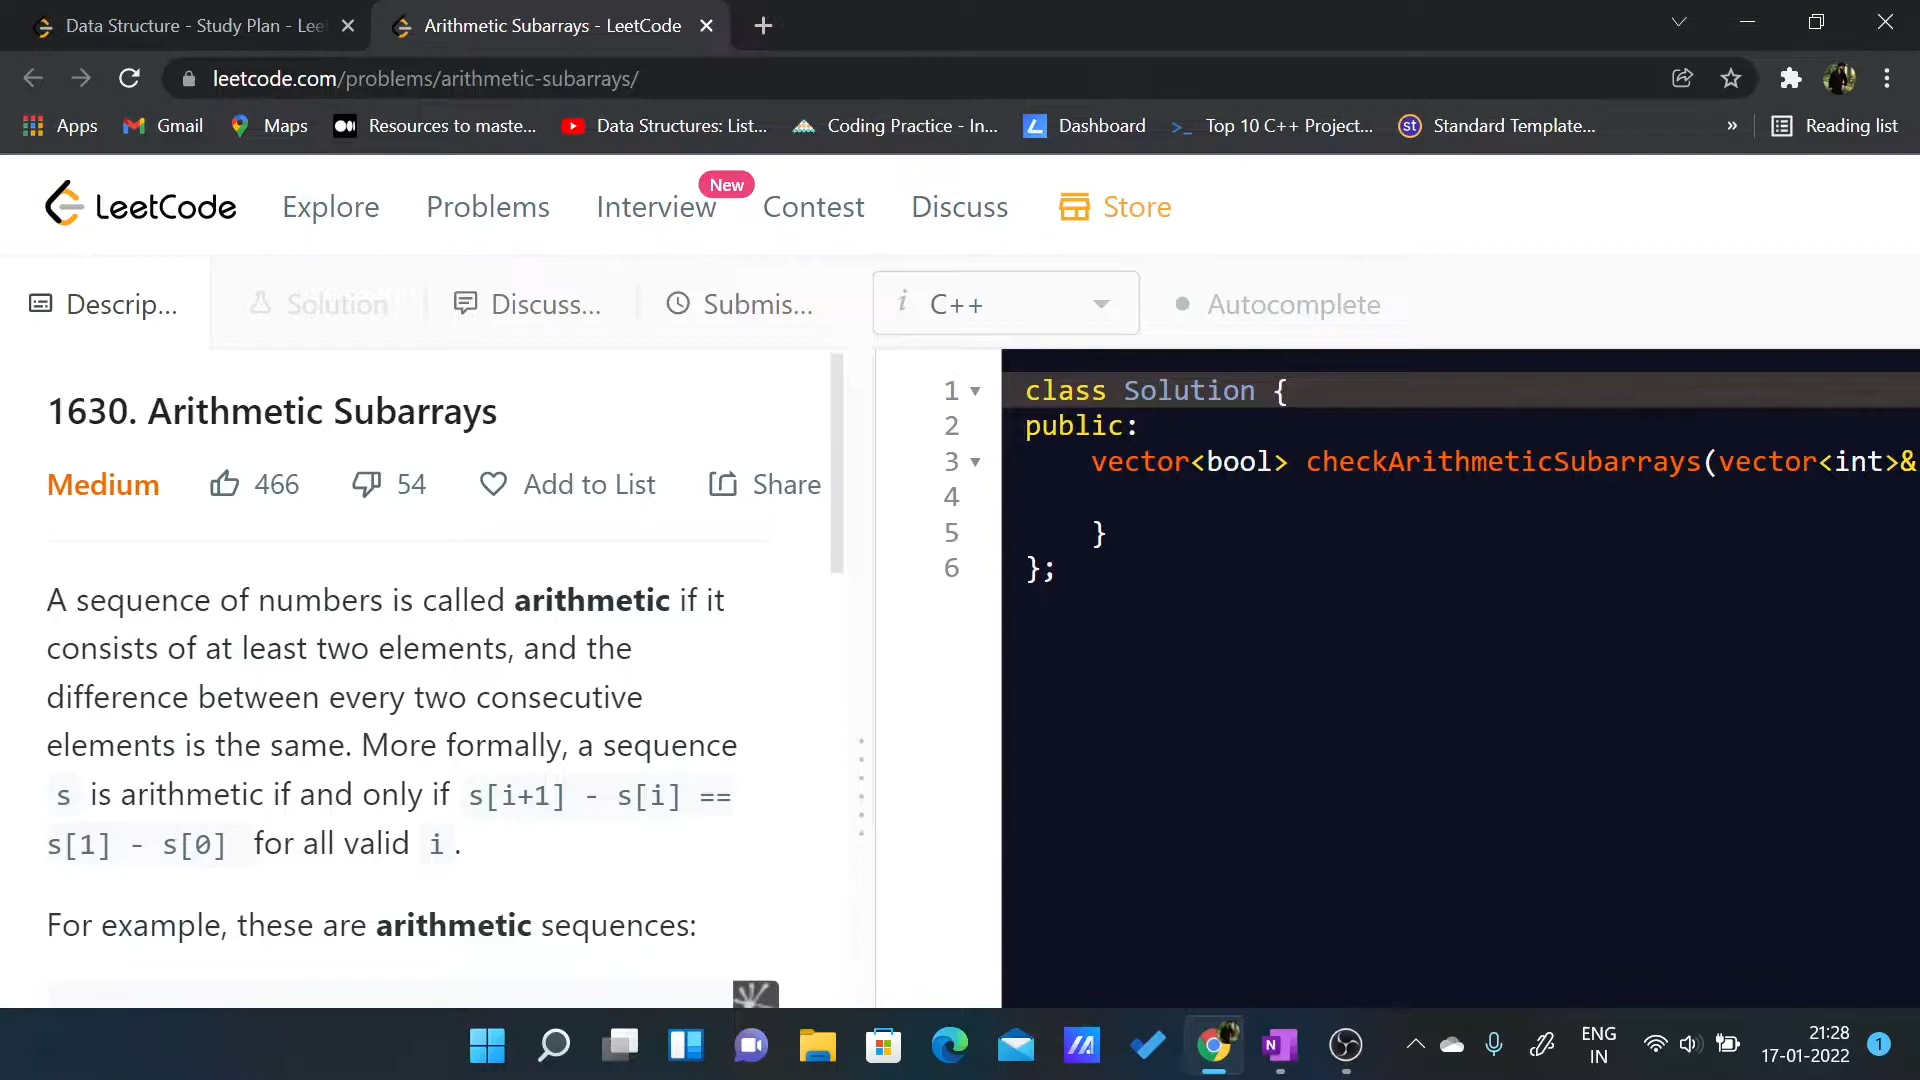 Data Structure - Study Plan - Lee
Arithmetic Subarrays - LeetCode
leetcode.com/problems/arithmetic-subarrays/
Apps
Gmail
Maps
Resources to maste...
Data Structures: List...
Coding Practice - In...
Dashboard
Top 10 C++ Project...
st
Standard Template...
»
Reading list
LeetCode
Explore
Problems
Interview
New
Contest
Discuss
Store
Descrip...
Solution
Discuss...
Submis...
i C++
Autocomplete
1630. Arithmetic Subarrays
Medium
466
54
Add to List
Share
A sequence of numbers is called arithmetic if it
consists of at least two elements, and the
difference between every two consecutive
elements is the same. More formally, a sequence
s is arithmetic if and only if s[i+1] - s[i] ==
s[1] - s[0] for all valid i.
For example, these are arithmetic sequences:
1 class Solution {
2 public:
3 vector<bool> checkArithmeticSubarrays(vector<int>&
4
5 }
6 };
ENG
IN
21:28
17-01-2022
1